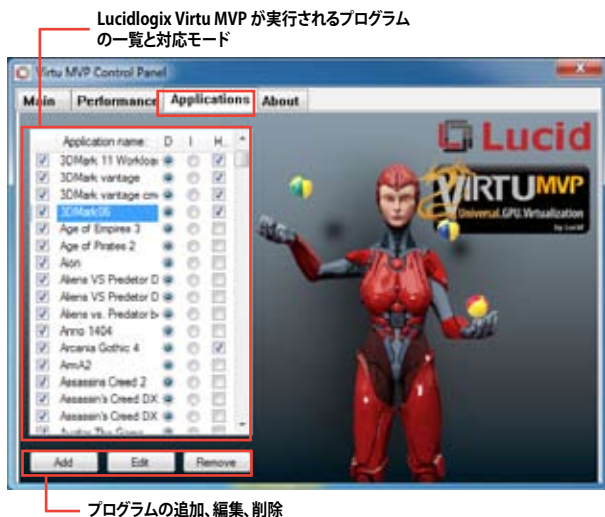 Lucidlogix Virtu MVP が実行されるプログラム
の一覧と対応モード
Virtu MVP Control Panel
Main Performance Applications About
Application name: D I H..
3DMark 11 Workloa
3DMark vantage
3DMark vantage cm
3DMark06
Age of Empires 3
Age of Pirates 2
Aion
Aliens VS Predetor D
Aliens VS Predetor D
Aliens vs. Predator b
Anno 1404
Arcania Gothic 4
ArmA2
Assassins Creed 2
Assassin's Creed DX
Assassin's Creed DX
Avatar The Game
Lucid
VIRTU MVP
Universal GPU Virtualization
by Lucid
Add Edit Remove
プログラムの追加、編集、削除